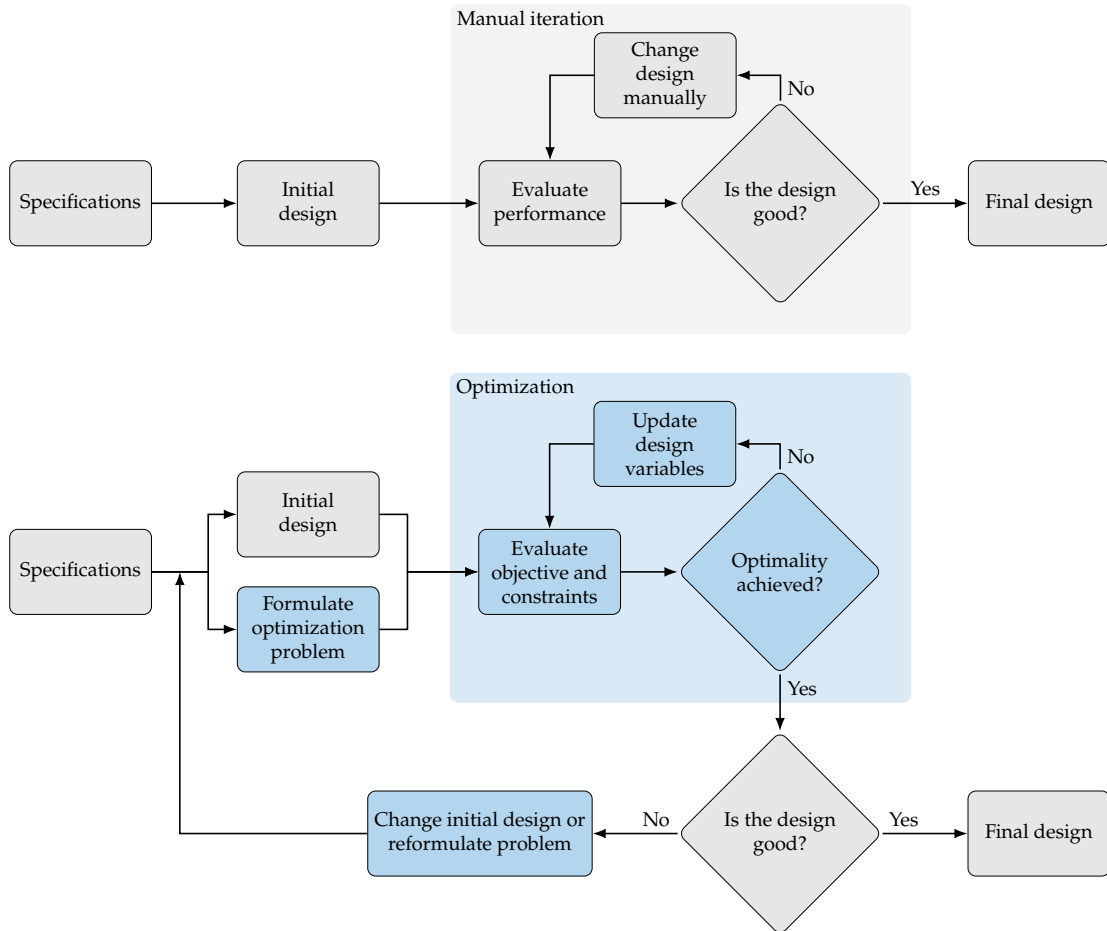 Manual iteration
Change
design
manually
No
Specifications
Initial
design
Evaluate
performance
Is the design
good?
Yes
Final design
Optimization
Update
design
variables
No
Initial
design
Specifications
Evaluate
objective and
constraints
Optimality
achieved?
Formulate
optimization
problem
Yes
Change initial design or
reformulate problem
No
Is the design
good?
Yes
Final design